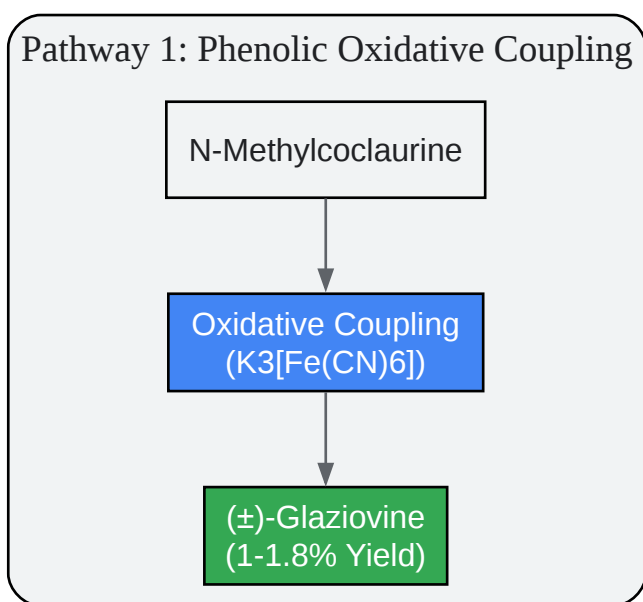 Pathway 1: Phenolic Oxidative Coupling
N-Methylcoclaurine
Oxidative Coupling
(K3[Fe(CN)6])
(±)-Glaziovine
(1-1.8% Yield)